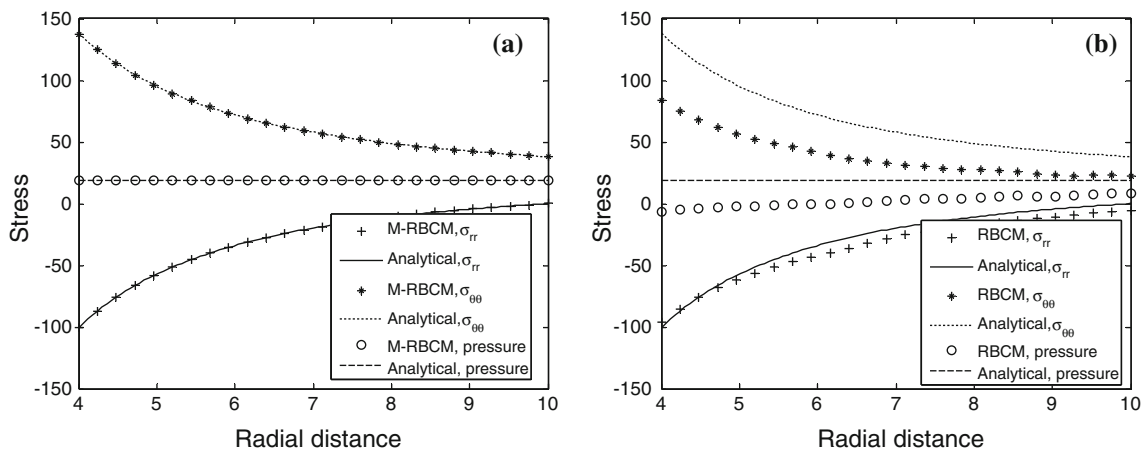 (a)
150
100
50
0
-50
-100
-150
Stress
4 5 6 7 8 9 10
Radial distance
M-RBCM,σrr
Analytical,σrr
M-RBCM,σθθ
Analytical,σθθ
M-RBCM, pressure
Analytical, pressure
(b)
150
100
50
0
-50
-100
-150
Stress
4 5 6 7 8 9 10
Radial distance
RBCM, σrr
Analytical,σrr
RBCM, σθθ
Analytical,σθθ
RBCM, pressure
Analytical, pressure